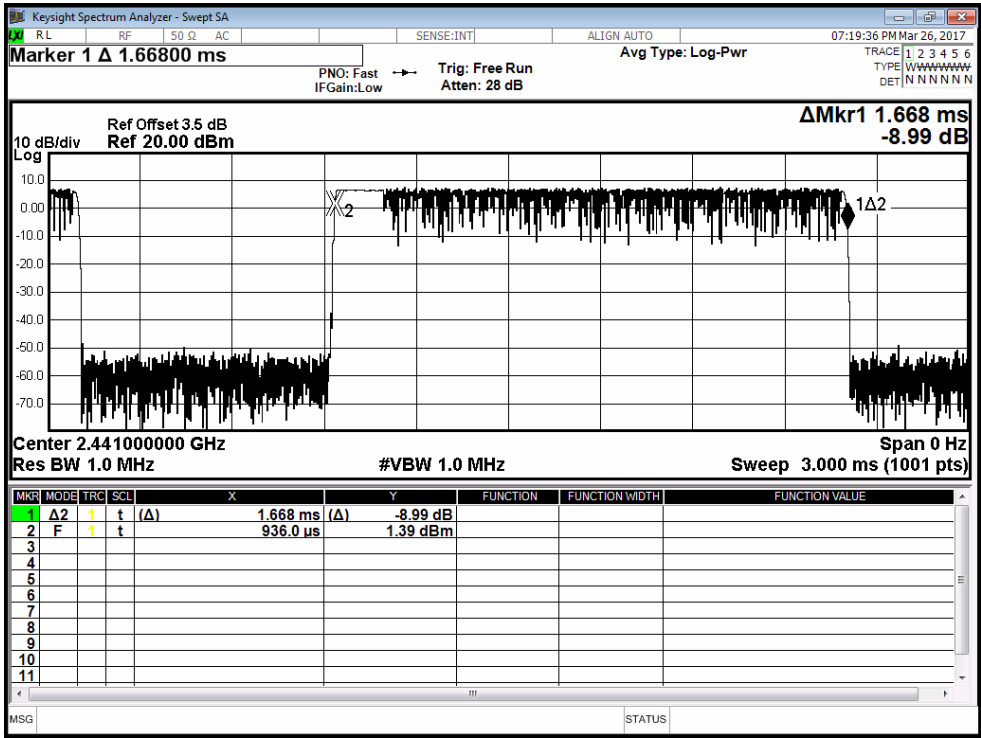 Keysight Spectrum Analyzer - Swept SA
LXI RL RF 50 Ω AC SENSE:INT ALIGN AUTO 07:19:36 PM Mar 26, 2017
Marker 1 Δ 1.66800 ms
PNO: Fast
IFGain:Low
Trig: Free Run
Atten: 28 dB
Avg Type: Log-Pwr
TRACE 1 2 3 4 5 6
TYPE WWWWWW
DET N N N N N N
ΔMkr1 1.668 ms
-8.99 dB
Ref Offset 3.5 dB
10 dB/div Ref 20.00 dBm
Log
10.0
0.00
-10.0
-20.0
-30.0
-40.0
-50.0
-60.0
-70.0
2
1Δ2
Center 2.441000000 GHz Span 0 Hz
Res BW 1.0 MHz #VBW 1.0 MHz Sweep 3.000 ms (1001 pts)
MKR MODE TRC SCL X Y FUNCTION FUNCTION WIDTH FUNCTION VALUE
1 Δ2 1 t (Δ) 1.668 ms (Δ) -8.99 dB
2 F 1 t 936.0 µs 1.39 dBm
3
4
5
6
7
8
9
10
11
MSG STATUS